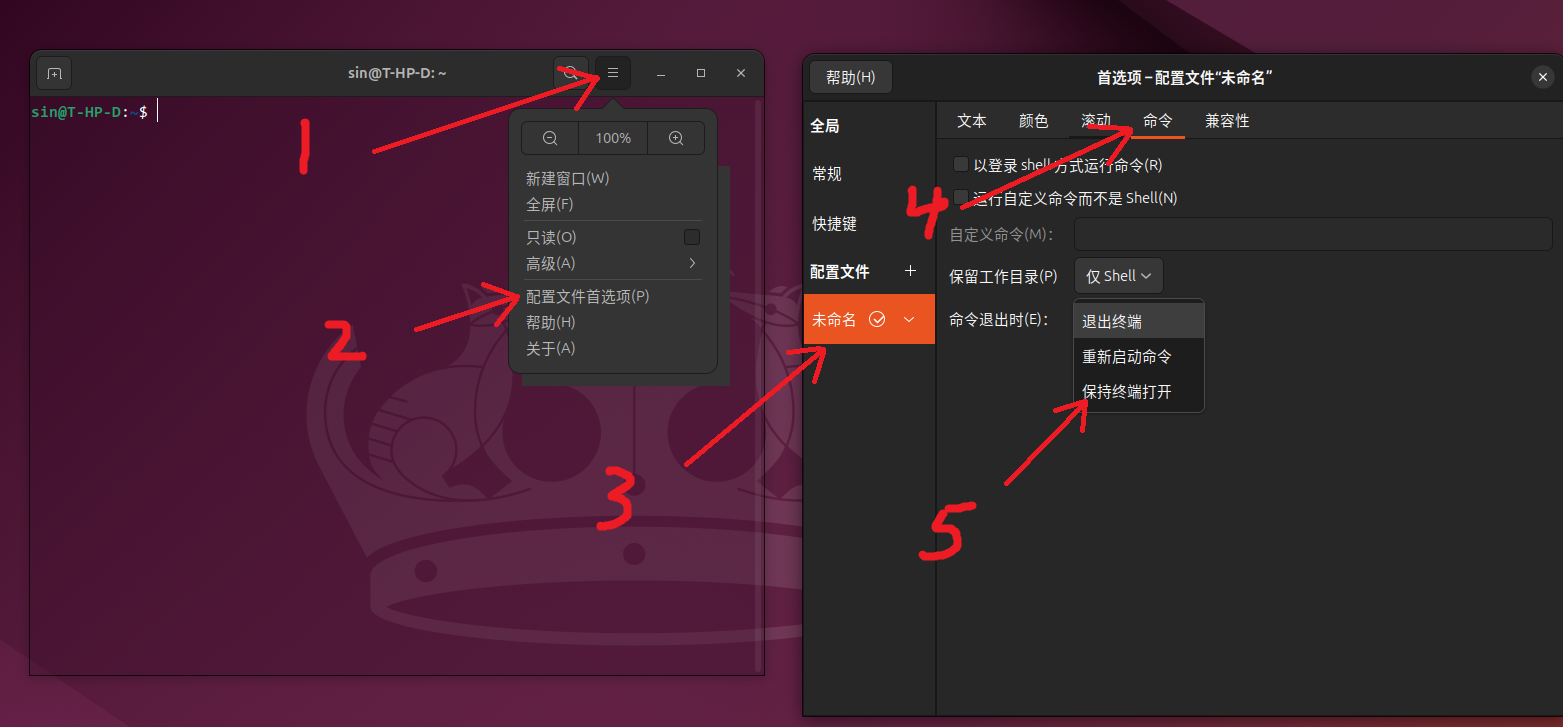 sin@T-HP-D: ~
sin@T-HP-D:~$
1
100%
新建窗口(W)
全屏(F)
只读(O)
高级(A)
配置文件首选项(P)
帮助(H)
关于(A)
2
3
帮助(H)
首选项 – 配置文件“未命名”
全局
常规
快捷键
配置文件
未命名
文本 颜色 滚动 命令 兼容性
以登录 shell 方式运行命令(R)
运行自定义命令而不是 Shell(N)
4
自定义命令(M):
保留工作目录(P) 仅 Shell
命令退出时(E):
退出终端
重新启动命令
保持终端打开
5